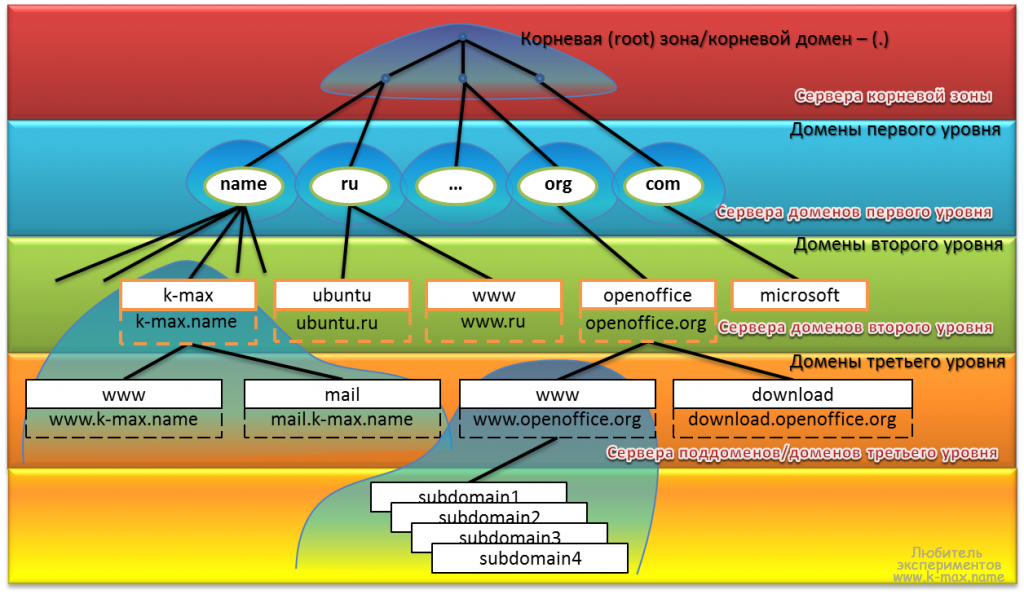 Корневая (root) зона/корневой домен – (.)
Сервера корневой зоны
Домены первого уровня
name
ru
...
org
com
Сервера доменов первого уровня
Домены второго уровня
k-max
ubuntu
www
openoffice
microsoft
k-max.name
ubuntu.ru
www.ru
openoffice.org
Сервера доменов второго уровня
Домены третьего уровня
www
mail
www
download
www.k-max.name
mail.k-max.name
www.openoffice.org
download.openoffice.org
Сервера поддоменов/доменов третьего уровня
subdomain1
subdomain2
subdomain3
subdomain4
Любитель
экспериментов
www.k-max.name